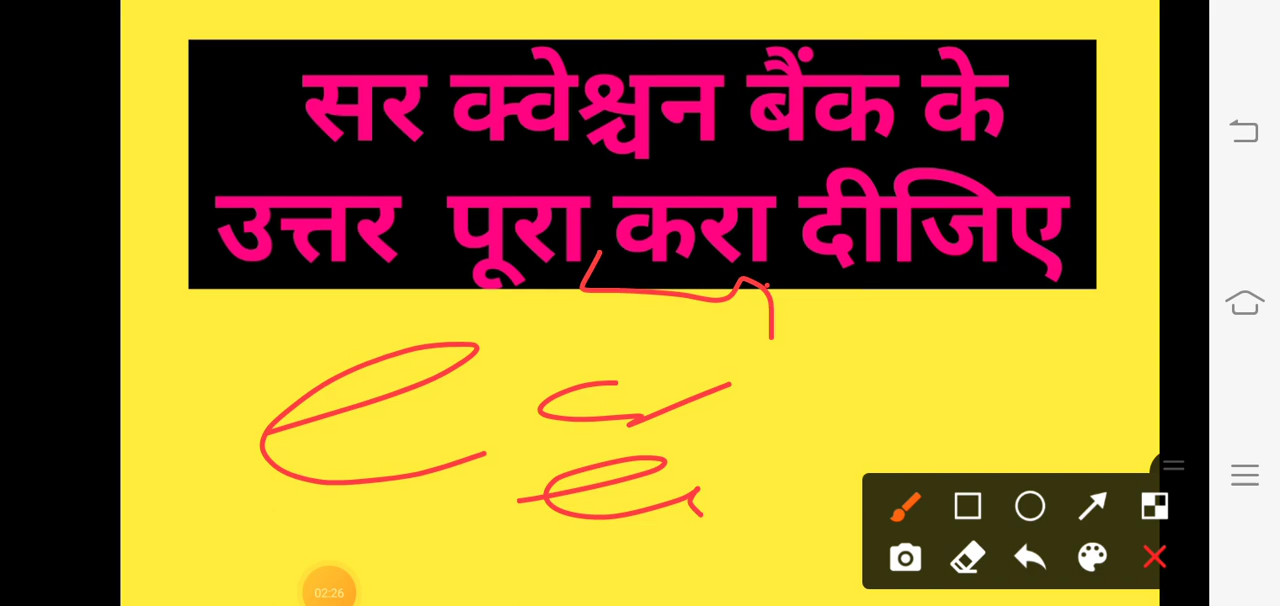 सर क्वेश्चन बैंक के
उत्तर पूरा करा दीजिए
02:26